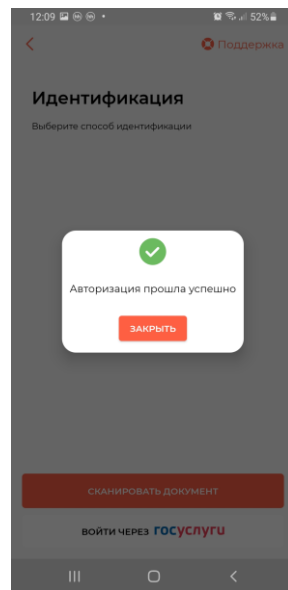 12:09 52%
Поддержка
Идентификация
Выберите способ идентификации
Авторизация прошла успешно
ЗАКРЫТЬ
СКАНИРОВАТЬ ДОКУМЕНТ
ВОЙТИ ЧЕРЕЗ госуслуги